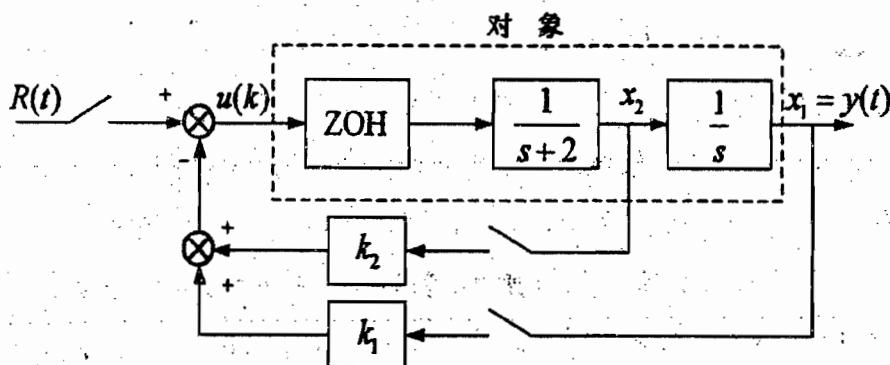 对象
R(t)
+
u(k)
ZOH
1
s+2
x₂
1
s
x₁ = y(t)
-
+
k₂
+
k₁